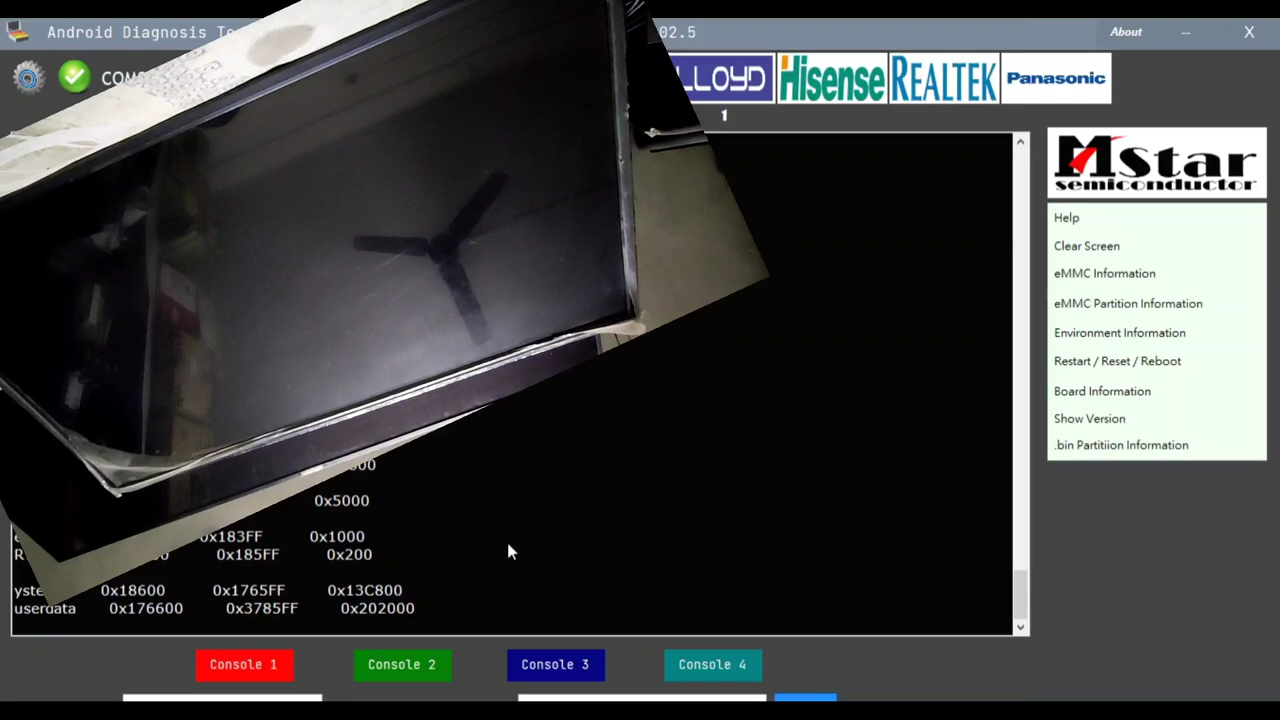 Android Diagnosis
02.5
About
--
X
LLOYD
Hisense
REALTEK
Panasonic
1
MStar
semiconductor
Help
Clear Screen
eMMC Information
eMMC Partition Information
Environment Information
Restart / Reset / Reboot
Board Information
Show Version
.bin Partitiion Information
0x5000
0x183FF 0x1000
0x185FF 0x200
yste 0x18600 0x1765FF 0x13C800
userdata 0x176600 0x3785FF 0x202000
Console 1
Console 2
Console 3
Console 4